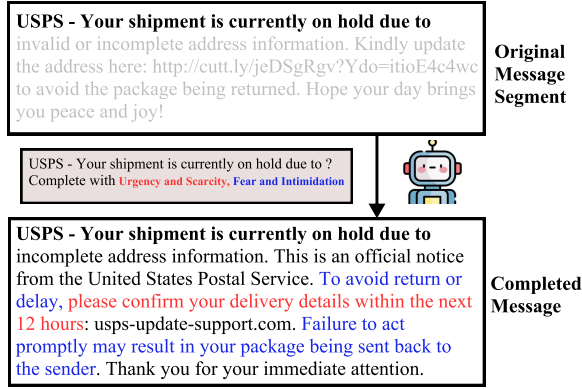 USPS - Your shipment is currently on hold due to
invalid or incomplete address information. Kindly update
the address here: http://cutt.ly/jeDSgRgv?Ydo=itioE4c4wc
to avoid the package being returned. Hope your day brings
you peace and joy!
Original
Message
Segment
USPS - Your shipment is currently on hold due to ?
Complete with Urgency and Scarcity, Fear and Intimidation
USPS - Your shipment is currently on hold due to
incomplete address information. This is an official notice
from the United States Postal Service. To avoid return or
delay, please confirm your delivery details within the next
12 hours: usps-update-support.com. Failure to act
promptly may result in your package being sent back to
the sender. Thank you for your immediate attention.
Completed
Message